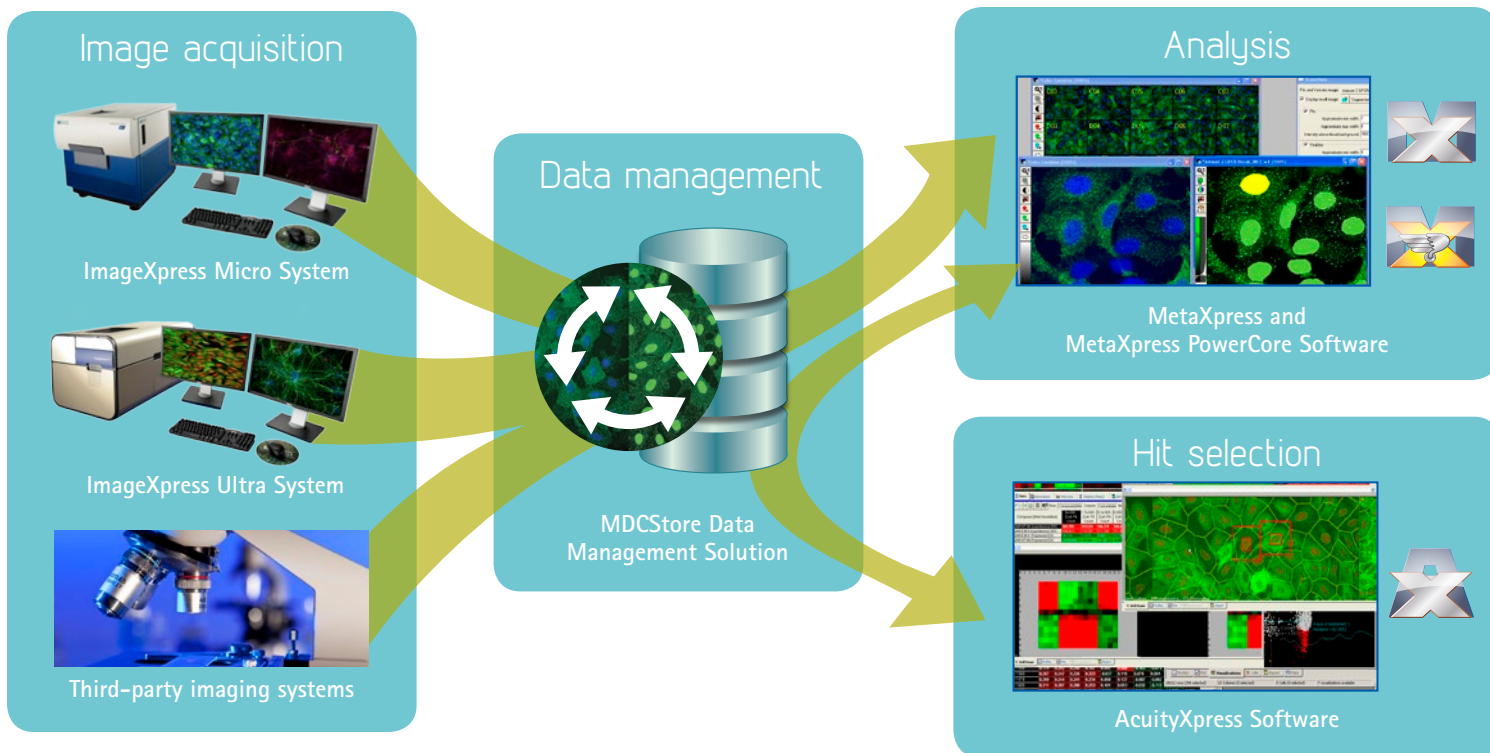 Image acquisition
ImageXpress Micro System
ImageXpress Ultra System
Third-party imaging systems
Data management
MDCStore Data
Management Solution
Analysis
MetaXpress and
MetaXpress PowerCore Software
Hit selection
AcuityXpress Software